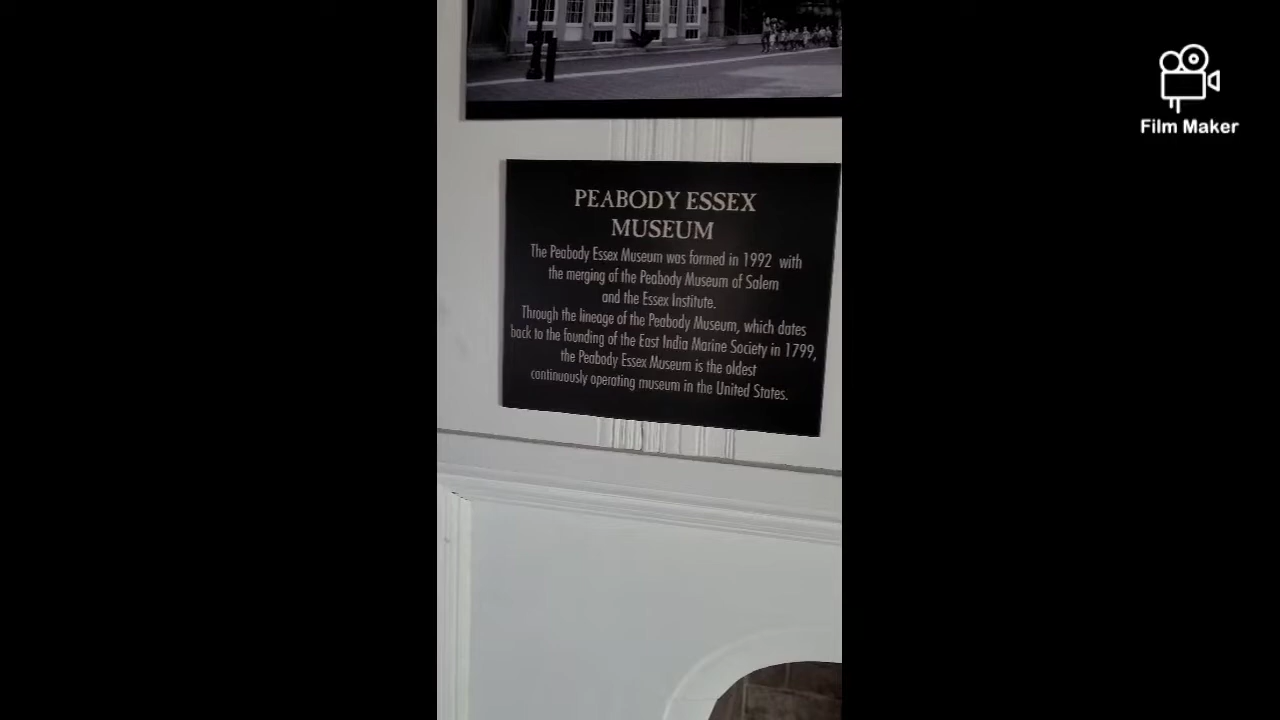 Film Maker
PEABODY ESSEX
MUSEUM
The Peabody Essex Museum was formed in 1992 with
the merging of the Peabody Museum of Salem
and the Essex Institute.
Through the lineage of the Peabody Museum, which dates
back to the founding of the East India Marine Society in 1799,
the Peabody Essex Museum is the oldest
continuously operating museum in the United States.